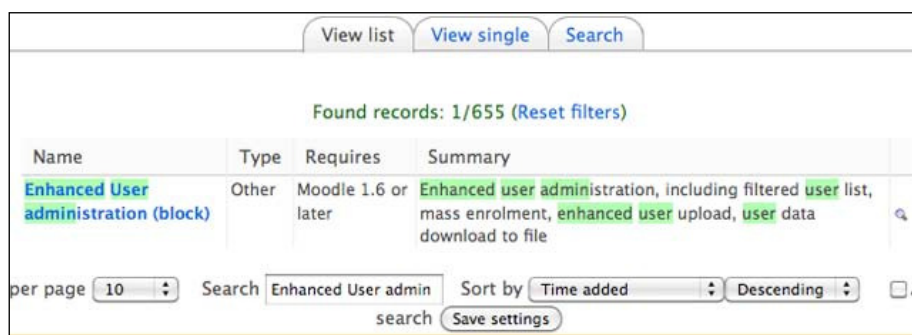 View list View single Search
Found records: 1/655 (Reset filters)
Name Type Requires Summary
Enhanced User Other Moodle 1.6 or Enhanced user administration, including filtered user list,
administration (block) later mass enrolment, enhanced user upload, user data
download to file
per page 10 Search Enhanced User admin Sort by Time added Descending
search Save settings